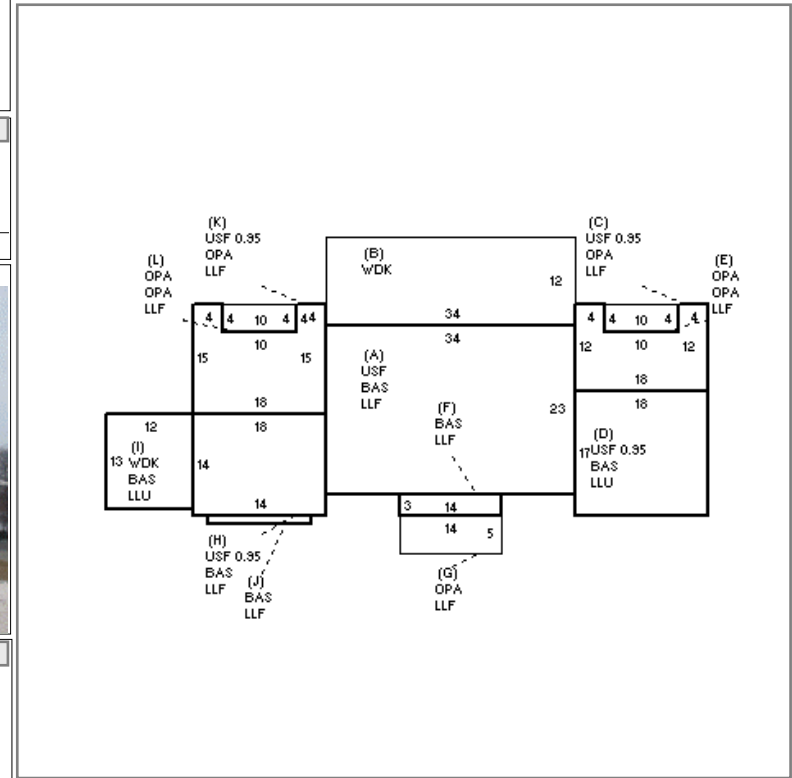 (K)
USF 0.95
OPA
LLF
(C)
USF 0.95
OPA
LLF
(L)
OPA
OPA
LLF
(B)
WDK
12
(E)
OPA
OPA
LLF
34
4 4 10 4 4 4
4 4 10 4 4
34
15 10 15
12 10 12
(A)
USF
BAS
LLF
18
18
(F)
BAS
LLF
23
12
18
18
(I)
WDK
BAS
LLU
13
14
(D)
USF 0.95
BAS
LLU
17
14
3 14
14 5
(H)
USF 0.95
BAS
LLF
(J)
BAS
LLF
(G)
OPA
LLF